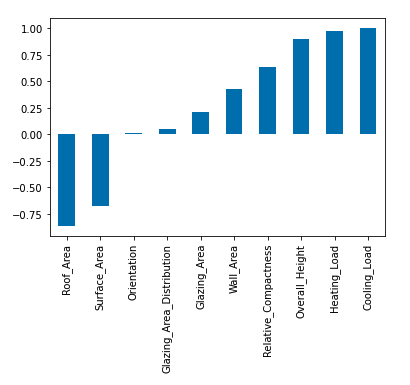 1.00
0.75
0.50
0.25
0.00
−0.25
−0.50
−0.75
Roof_Area
Surface_Area
Orientation
Glazing_Area_Distribution
Glazing_Area
Wall_Area
Relative_Compactness
Overall_Height
Heating_Load
Cooling_Load